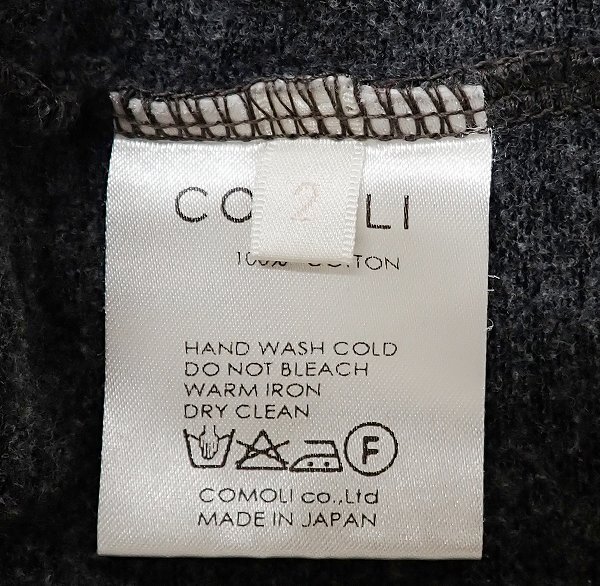 CO LI
2
100% COTTON
HAND WASH COLD
DO NOT BLEACH
WARM IRON
DRY CLEAN
F
COMOLI co.,Ltd
MADE IN JAPAN